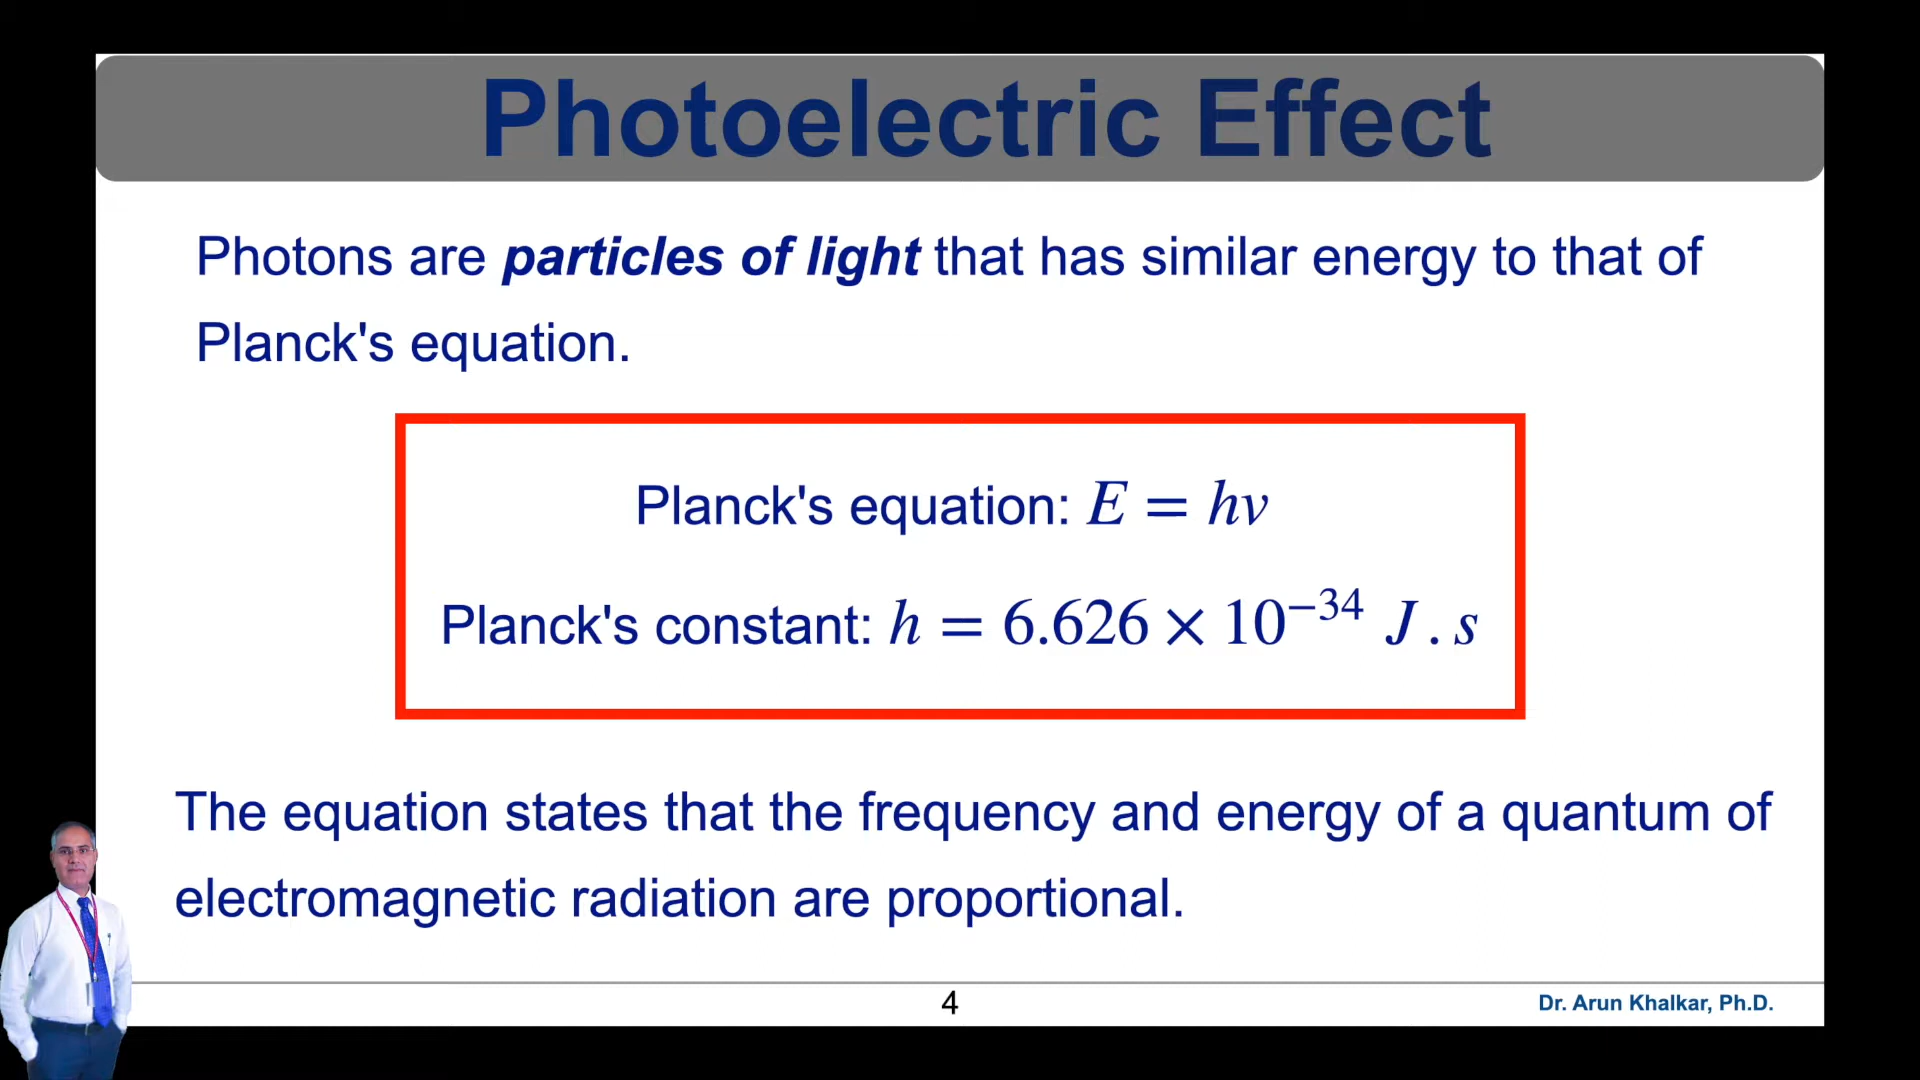 Photoelectric Effect
Photons are particles of light that has similar energy to that of
Planck's equation.
Planck's equation: E = hν
Planck's constant: h = 6.626 × 10⁻³⁴ J . s
The equation states that the frequency and energy of a quantum of
electromagnetic radiation are proportional.
4
Dr. Arun Khalkar, Ph.D.